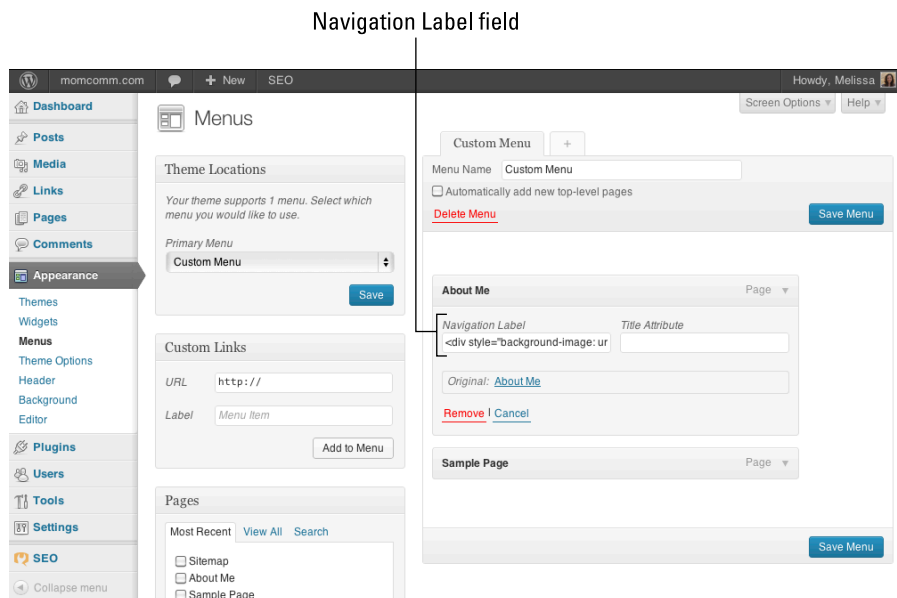 Navigation Label field
momcomm.com
+ New
SEO
Howdy, Melissa
Dashboard
Posts
Media
Links
Pages
Comments
Appearance
Themes
Widgets
Menus
Theme Options
Header
Background
Editor
Plugins
Users
Tools
Settings
SEO
Collapse menu
Menus
Screen Options
Help
Theme Locations
Your theme supports 1 menu. Select which
menu you would like to use.
Primary Menu
Custom Menu
Save
Custom Links
URL
http://
Label
Menu Item
Add to Menu
Pages
Most Recent
View All
Search
Sitemap
About Me
Sample Page
Custom Menu
+
Menu Name
Custom Menu
Automatically add new top-level pages
Delete Menu
Save Menu
About Me
Page
Navigation Label
Title Attribute
<div style="background-image: ur
Original: About Me
Remove | Cancel
Sample Page
Page
Save Menu